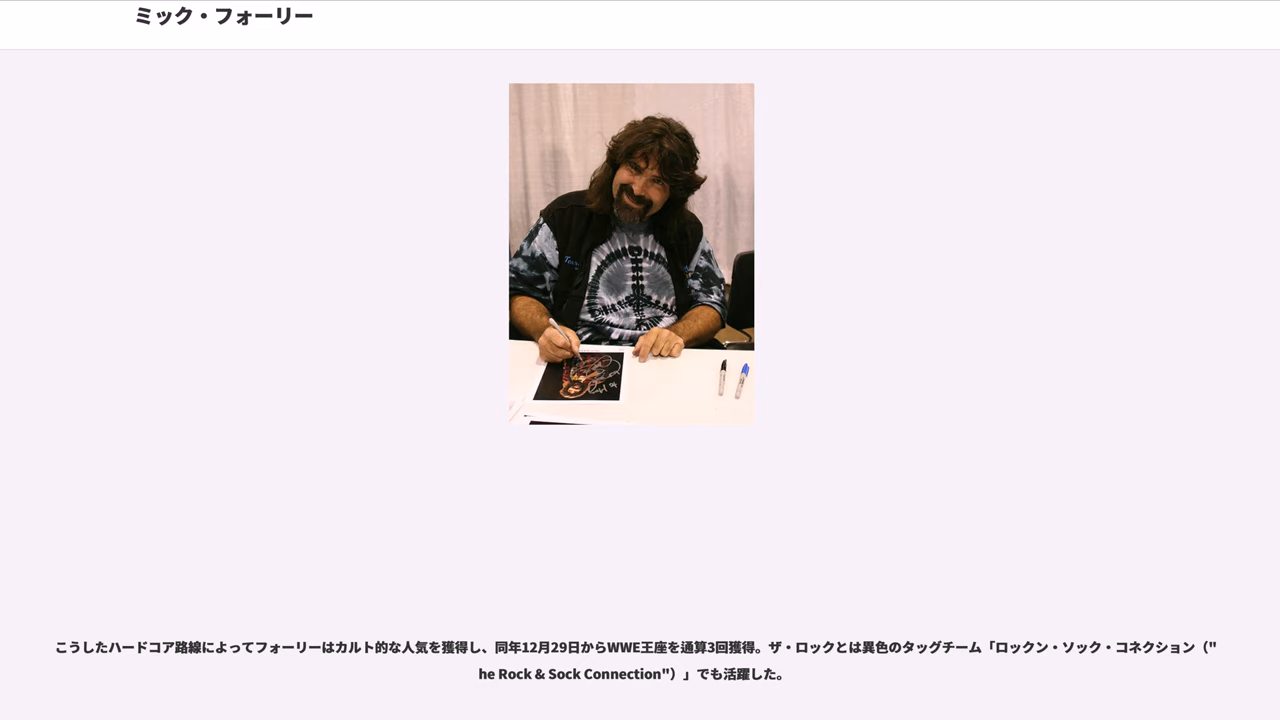 ミック・フォーリー
こうしたハードコア路線によってフォーリーはカルト的な人気を獲得し、同年12月29日からWWE王座を通算3回獲得。ザ・ロックとは異色のタッグチーム「ロックン・ソック・コネクション（"
he Rock & Sock Connection"）」でも活躍した。